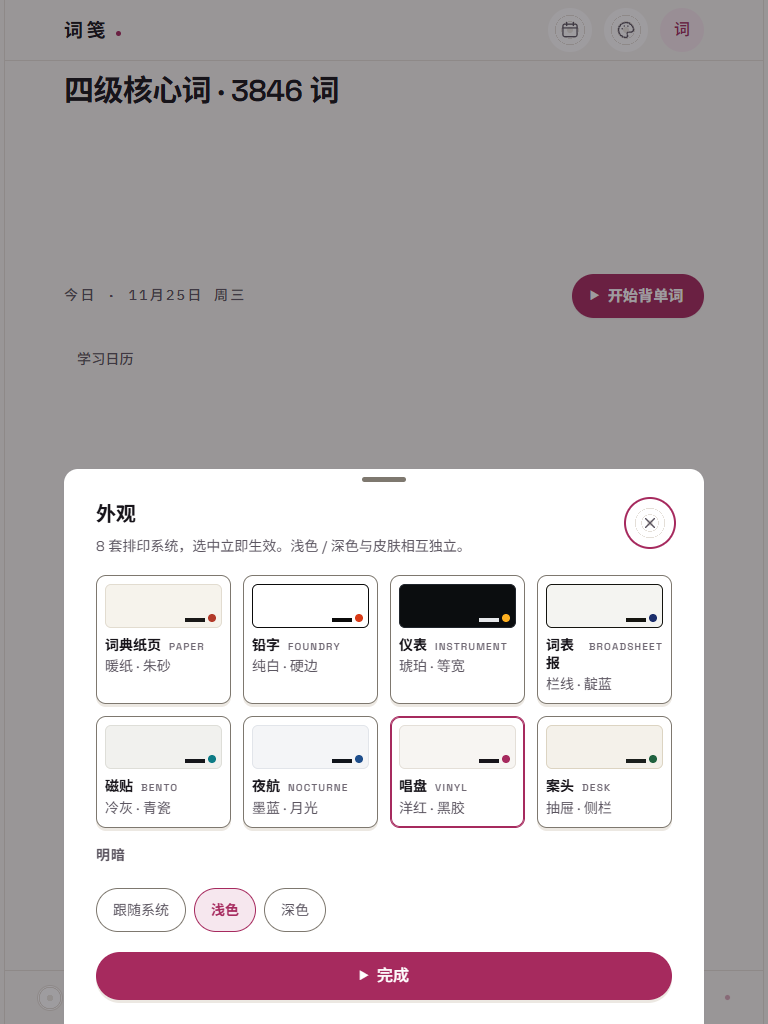 词笺
词
四级核心词 · 3846 词
今日 · 11月25日 周三
开始背单词
学习日历
外观
8 套排印系统，选中立即生效。浅色 / 深色与皮肤相互独立。
词典纸页 PAPER
暖纸 · 朱砂
铅字 FOUNDRY
纯白 · 硬边
仪表 INSTRUMENT
琥珀 · 等宽
词表报 BROADSHEET
栏线 · 靛蓝
磁贴 BENTO
冷灰 · 青瓷
夜航 NOCTURNE
墨蓝 · 月光
唱盘 VINYL
洋红 · 黑胶
案头 DESK
抽屉 · 侧栏
明暗
跟随系统
浅色
深色
完成